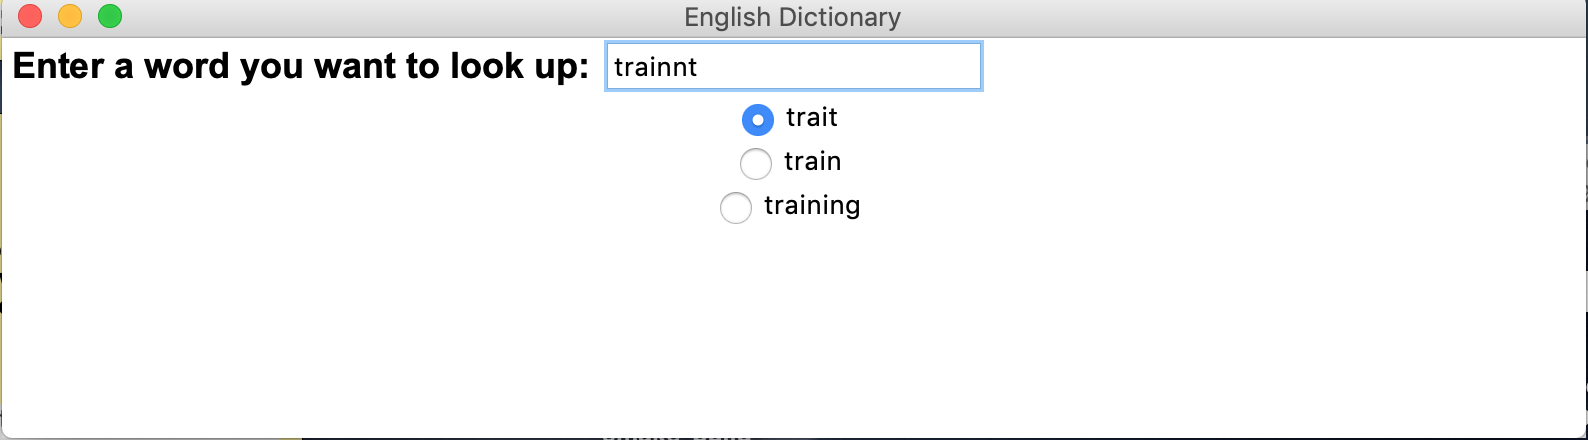 English Dictionary
Enter a word you want to look up: trainnt
trait
train
training